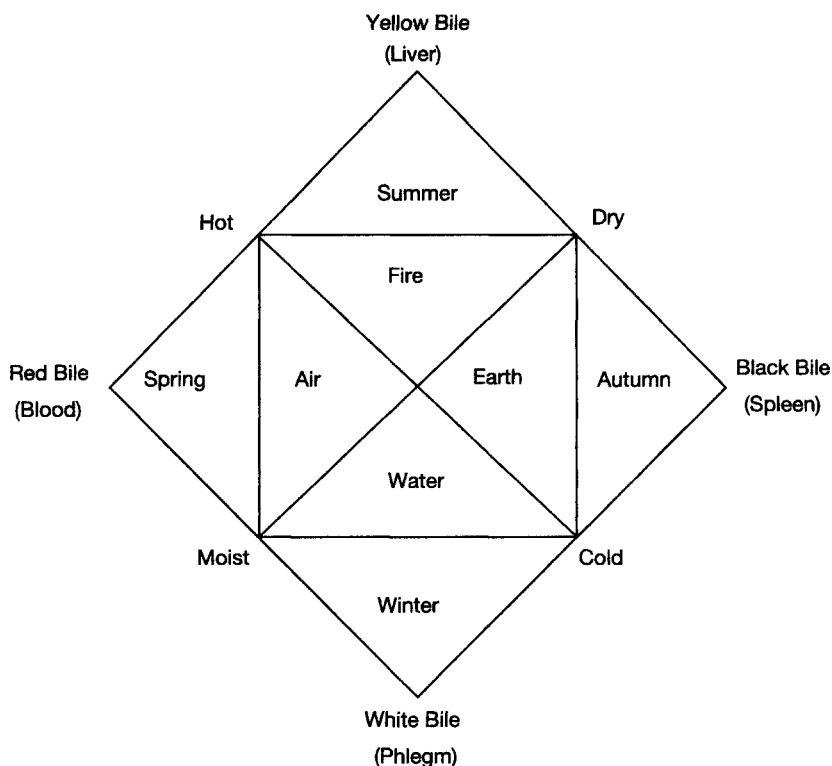 Yellow Bile
(Liver)
Summer
Hot
Dry
Fire
Red Bile
(Blood)
Spring
Air
Earth
Autumn
Black Bile
(Spleen)
Water
Moist
Cold
Winter
White Bile
(Phlegm)